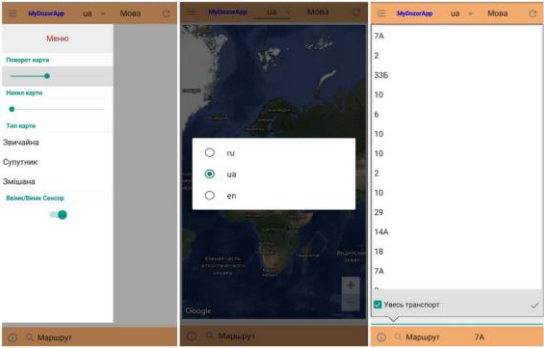 MyDozorApp ua Мова
Меню
Поворот карти
Нахил карти
Тип карти
Звичайна
Супутник
Змішана
Ввімк/Вимк Сенсор
Маршрут
MyDozorApp ua Мова
ru
ua
en
Google
Маршрут
MyDozorApp ua Мова
7А
2
33Б
10
6
10
10
2
10
29
14А
18
7А
Увесь транспорт
Маршрут 7А